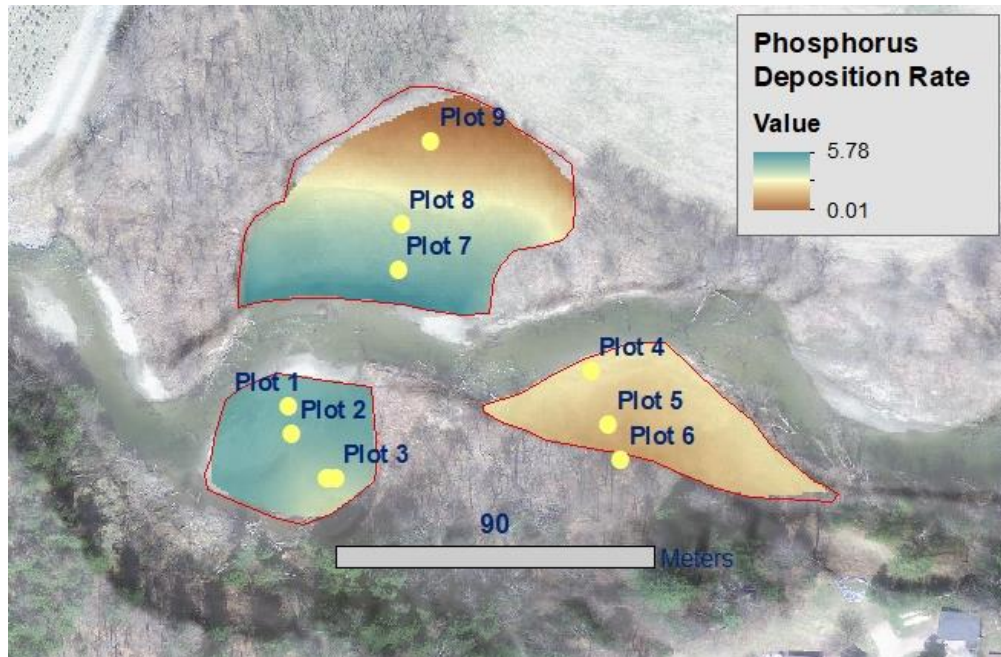 Phosphorus
Deposition Rate
Value
5.78
0.01
Plot 9
Plot 8
Plot 7
Plot 4
Plot 1
Plot 5
Plot 2
Plot 6
Plot 3
90
Meters